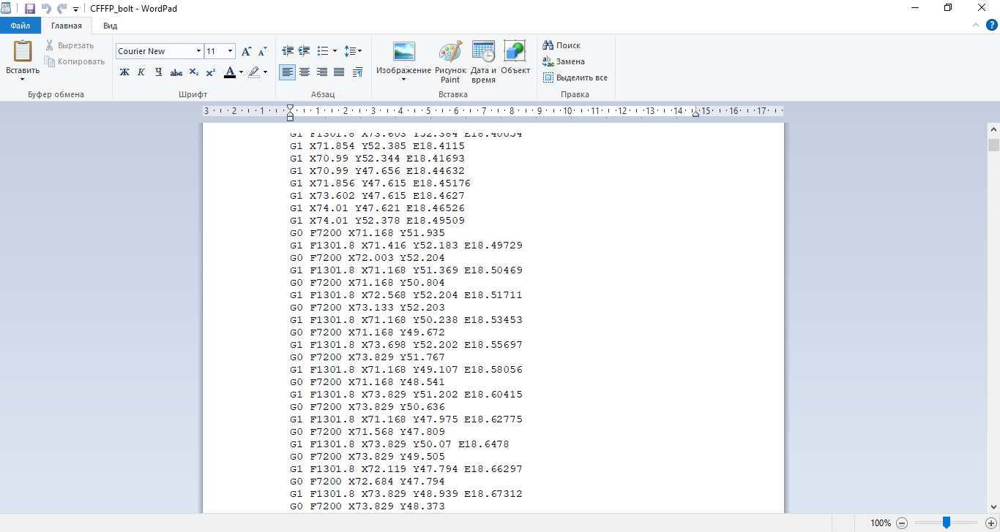 CFFFP_bolt - WordPad
Файл Главная Вид
Вставить
Вырезать
Копировать
Буфер обмена
Courier New 11
Ж К Ч abc X₂ X² A
Шрифт
Абзац
Изображение
Рисунок Paint
Дата и время
Объект
Вставка
Поиск
Замена
Выделить все
Правка
3 2 1 1 2 3 4 5 6 7 8 9 10 11 12 13 14 15 16 17
G1 F1301.8 X73.603 Y52.384 E18.40054
G1 X71.854 Y52.385 E18.4115
G1 X70.99 Y52.344 E18.41693
G1 X70.99 Y47.656 E18.44632
G1 X71.856 Y47.615 E18.45176
G1 X73.602 Y47.615 E18.4627
G1 X74.01 Y47.621 E18.46526
G1 X74.01 Y52.378 E18.49509
G0 F7200 X71.168 Y51.935
G1 F1301.8 X71.416 Y52.183 E18.49729
G0 F7200 X72.003 Y52.204
G1 F1301.8 X71.168 Y51.369 E18.50469
G0 F7200 X71.168 Y50.804
G1 F1301.8 X72.568 Y52.204 E18.51711
G0 F7200 X73.133 Y52.203
G1 F1301.8 X71.168 Y50.238 E18.53453
G0 F7200 X71.168 Y49.672
G1 F1301.8 X73.698 Y52.202 E18.55697
G0 F7200 X73.829 Y51.767
G1 F1301.8 X71.168 Y49.107 E18.58056
G0 F7200 X71.168 Y48.541
G1 F1301.8 X73.829 Y51.202 E18.60415
G0 F7200 X73.829 Y50.636
G1 F1301.8 X71.168 Y47.975 E18.62775
G0 F7200 X71.568 Y47.809
G1 F1301.8 X73.829 Y50.07 E18.6478
G0 F7200 X73.829 Y49.505
G1 F1301.8 X72.119 Y47.794 E18.66297
G0 F7200 X72.684 Y47.794
G1 F1301.8 X73.829 Y48.939 E18.67312
G0 F7200 X73.829 Y48.373
100%